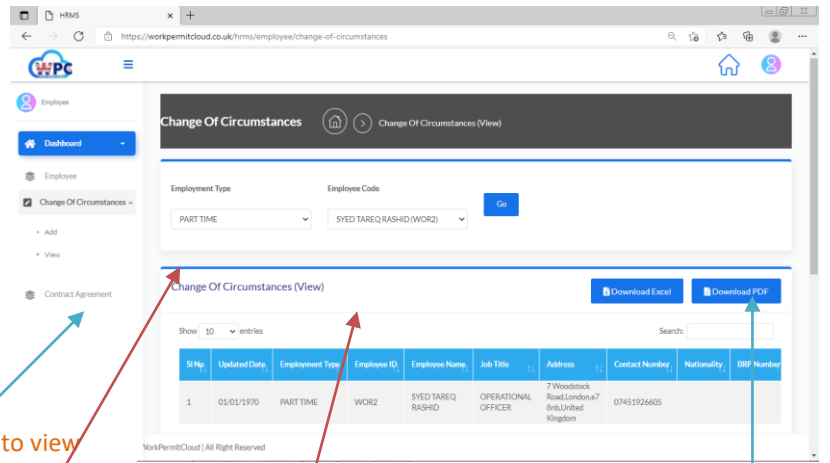 HRMS
https://workpermitcloud.co.uk/hrms/employee/change-of-circumstances
WPC
Employee
Change Of Circumstances
Change Of Circumstances (View)
Dashboard
Employee
Change Of Circumstances
Add
View
Contract Agreement
Employment Type
Employee Code
PART TIME
SYED TAREQ RASHID (WOR2)
Go
Change Of Circumstances (View)
Download Excel
Download PDF
Show 10 entries
Search:
Sl No. Updated Date Employment Type Employee ID Employee Name Job Title Address Contact Number Nationality BRP Number
1 01/01/1970 PART TIME WOR2 SYED TAREQ RASHID OPERATIONAL OFFICER 7 Woodstock Road,London,e7 8nb,United Kingdom 07451926605
to view
WorkPermitCloud | All Right Reserved